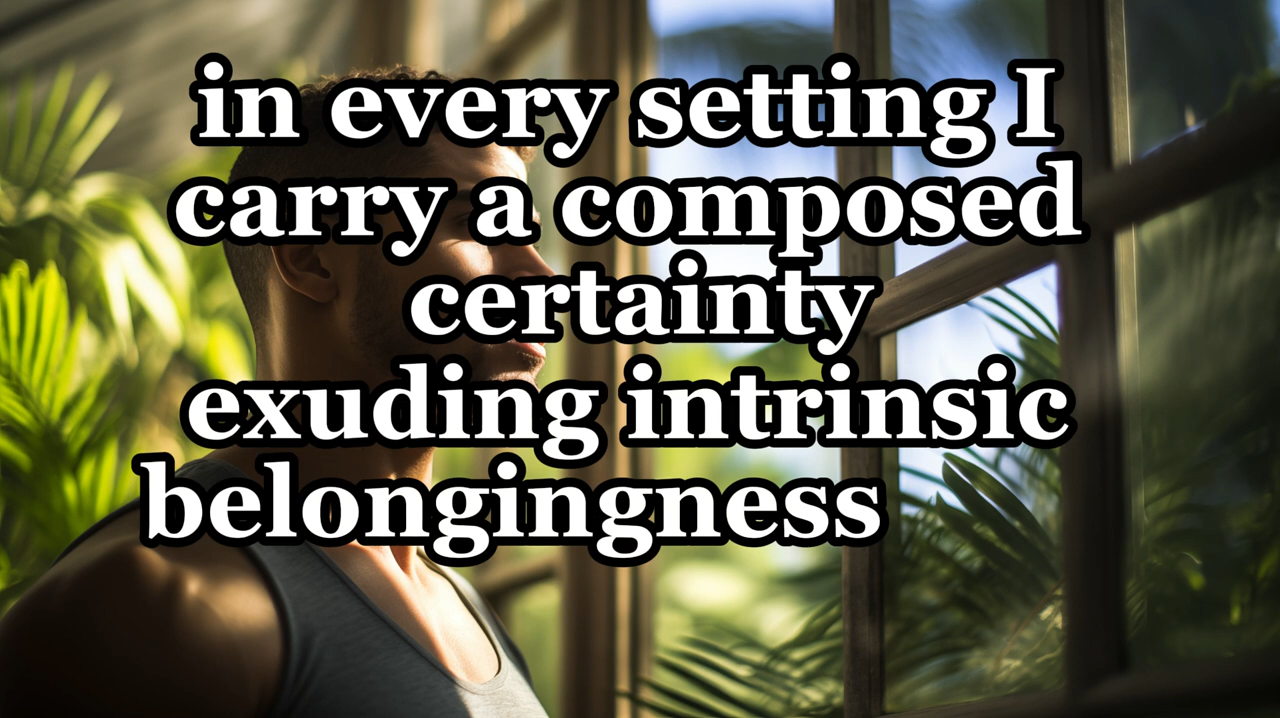 in every setting I
carry a composed
certainty
exuding intrinsic
belongingness